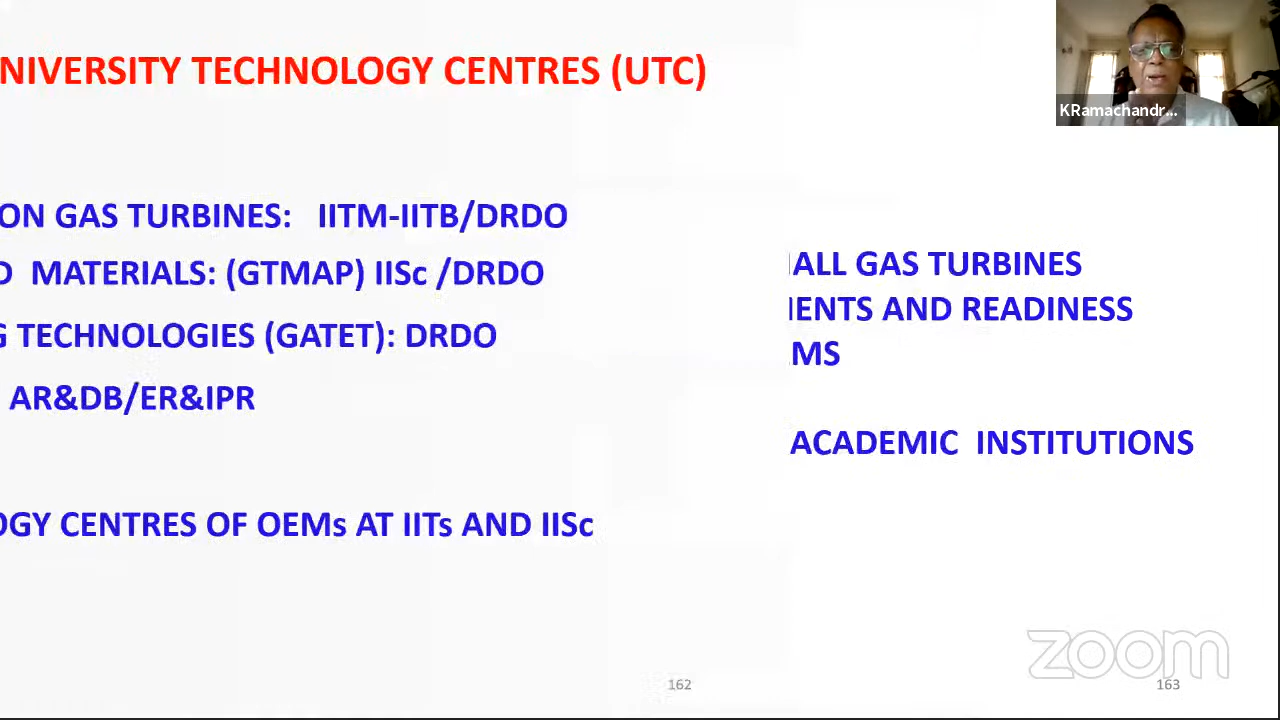 NIVERSITY TECHNOLOGY CENTRES (UTC)
KRamachandr...
ON GAS TURBINES: IITM-IITB/DRDO
D MATERIALS: (GTMAP) IISc /DRDO
G TECHNOLOGIES (GATET): DRDO
AR&DB/ER&IPR
OGY CENTRES OF OEMs AT IITs AND IISc
162
ALL GAS TURBINES
IENTS AND READINESS
MS
ACADEMIC INSTITUTIONS
zoom
163